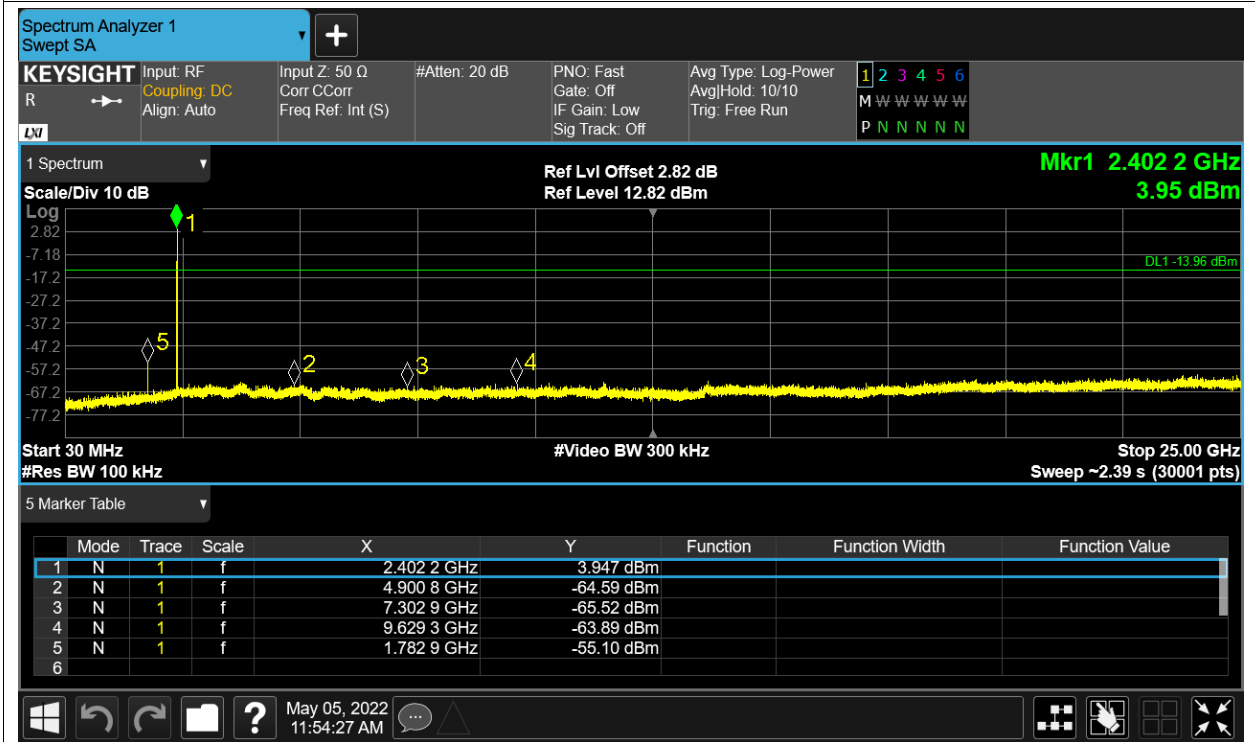 Spectrum Analyzer 1
Swept SA
KEYSIGHT
R
LXI
Input: RF
Coupling: DC
Align: Auto
Input Z: 50 Ω
Corr CCorr
Freq Ref: Int (S)
#Atten: 20 dB
PNO: Fast
Gate: Off
IF Gain: Low
Sig Track: Off
Avg Type: Log-Power
Avg|Hold: 10/10
Trig: Free Run
1 2 3 4 5 6
M W W W W W
P N N N N N
1 Spectrum
Scale/Div 10 dB
Ref Lvl Offset 2.82 dB
Ref Level 12.82 dBm
Mkr1 2.402 2 GHz
3.95 dBm
Log
2.82
-7.18
-17.2
-27.2
-37.2
-47.2
-57.2
-67.2
-77.2
1
DL1 -13.96 dBm
5
2
3
4
Start 30 MHz
#Video BW 300 kHz
Stop 25.00 GHz
#Res BW 100 kHz
Sweep ~2.39 s (30001 pts)
5 Marker Table
Mode Trace Scale X Y Function Function Width Function Value
1 N 1 f 2.402 2 GHz 3.947 dBm
2 N 1 f 4.900 8 GHz -64.59 dBm
3 N 1 f 7.302 9 GHz -65.52 dBm
4 N 1 f 9.629 3 GHz -63.89 dBm
5 N 1 f 1.782 9 GHz -55.10 dBm
6
?
May 05, 2022
11:54:27 AM